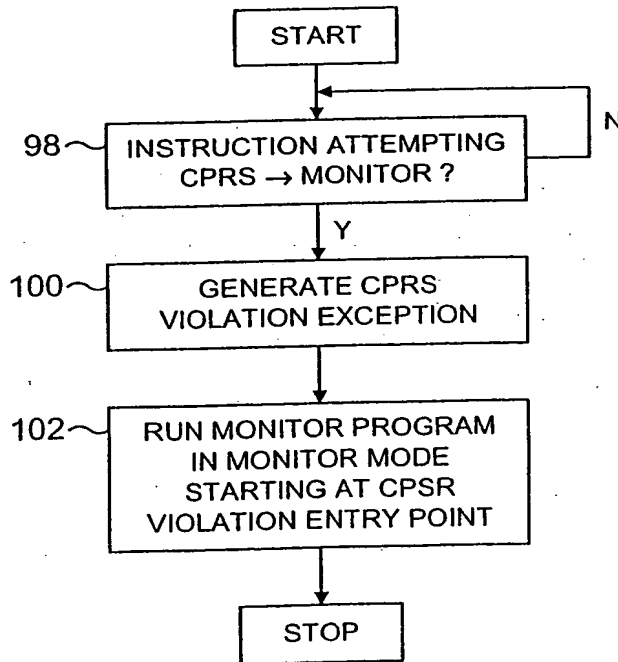 START
98
INSTRUCTION ATTEMPTING
CPRS → MONITOR ?
N
Y
100
GENERATE CPRS
VIOLATION EXCEPTION
102
RUN MONITOR PROGRAM
IN MONITOR MODE
STARTING AT CPSR
VIOLATION ENTRY POINT
STOP